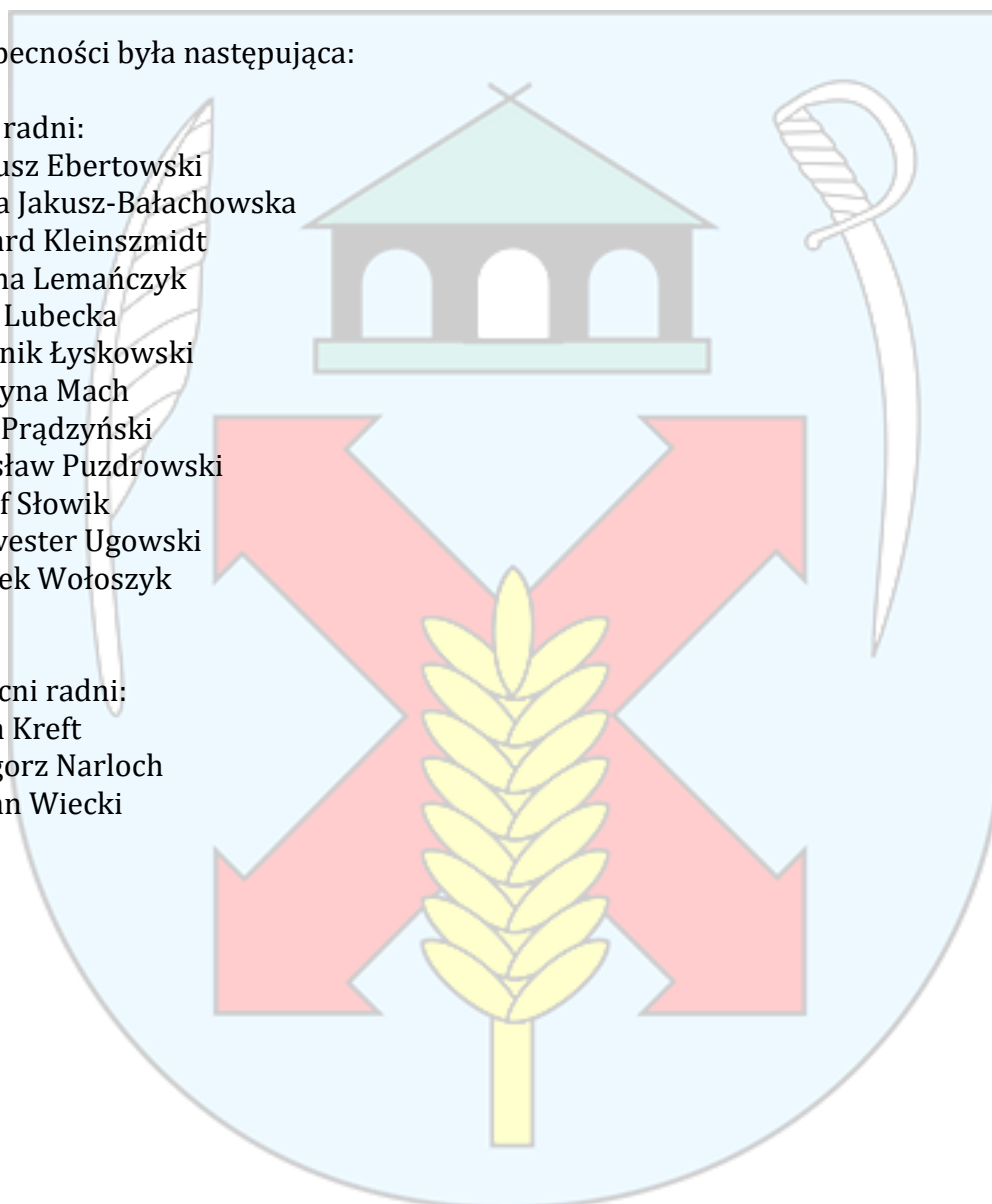 becności była następująca:
radni:
usz Ebertowski
a Jakusz-Bałachowska
ard Kleinszmidt
na Lemańczyk
Lubecka
nik Łyskowski
yna Mach
Prądzyński
sław Puzdrowski
f Słowik
vester Ugowski
ek Wołoszyk
cni radni:
Kreft
gorz Narloch
an Wiecki